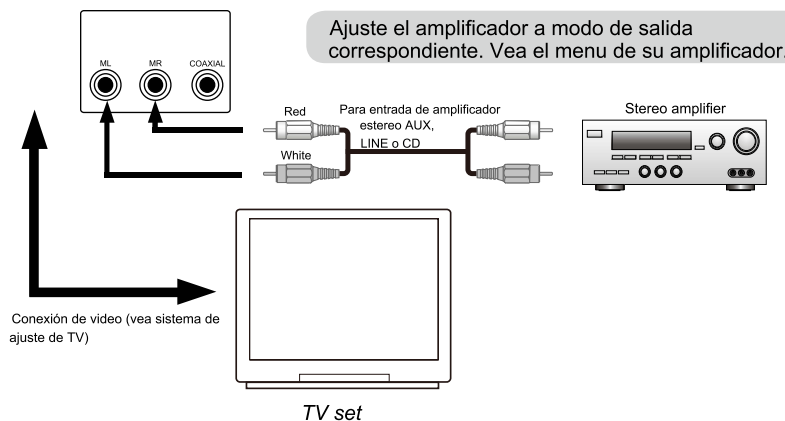 Ajuste el amplificador a modo de salida
correspondiente. Vea el menu de su amplificador.
ML MR COAXIAL
Red
Para entrada de amplificador
estereo AUX,
LINE o CD
White
Stereo amplifier
Conexión de video (vea sistema de
ajuste de TV)
TV set